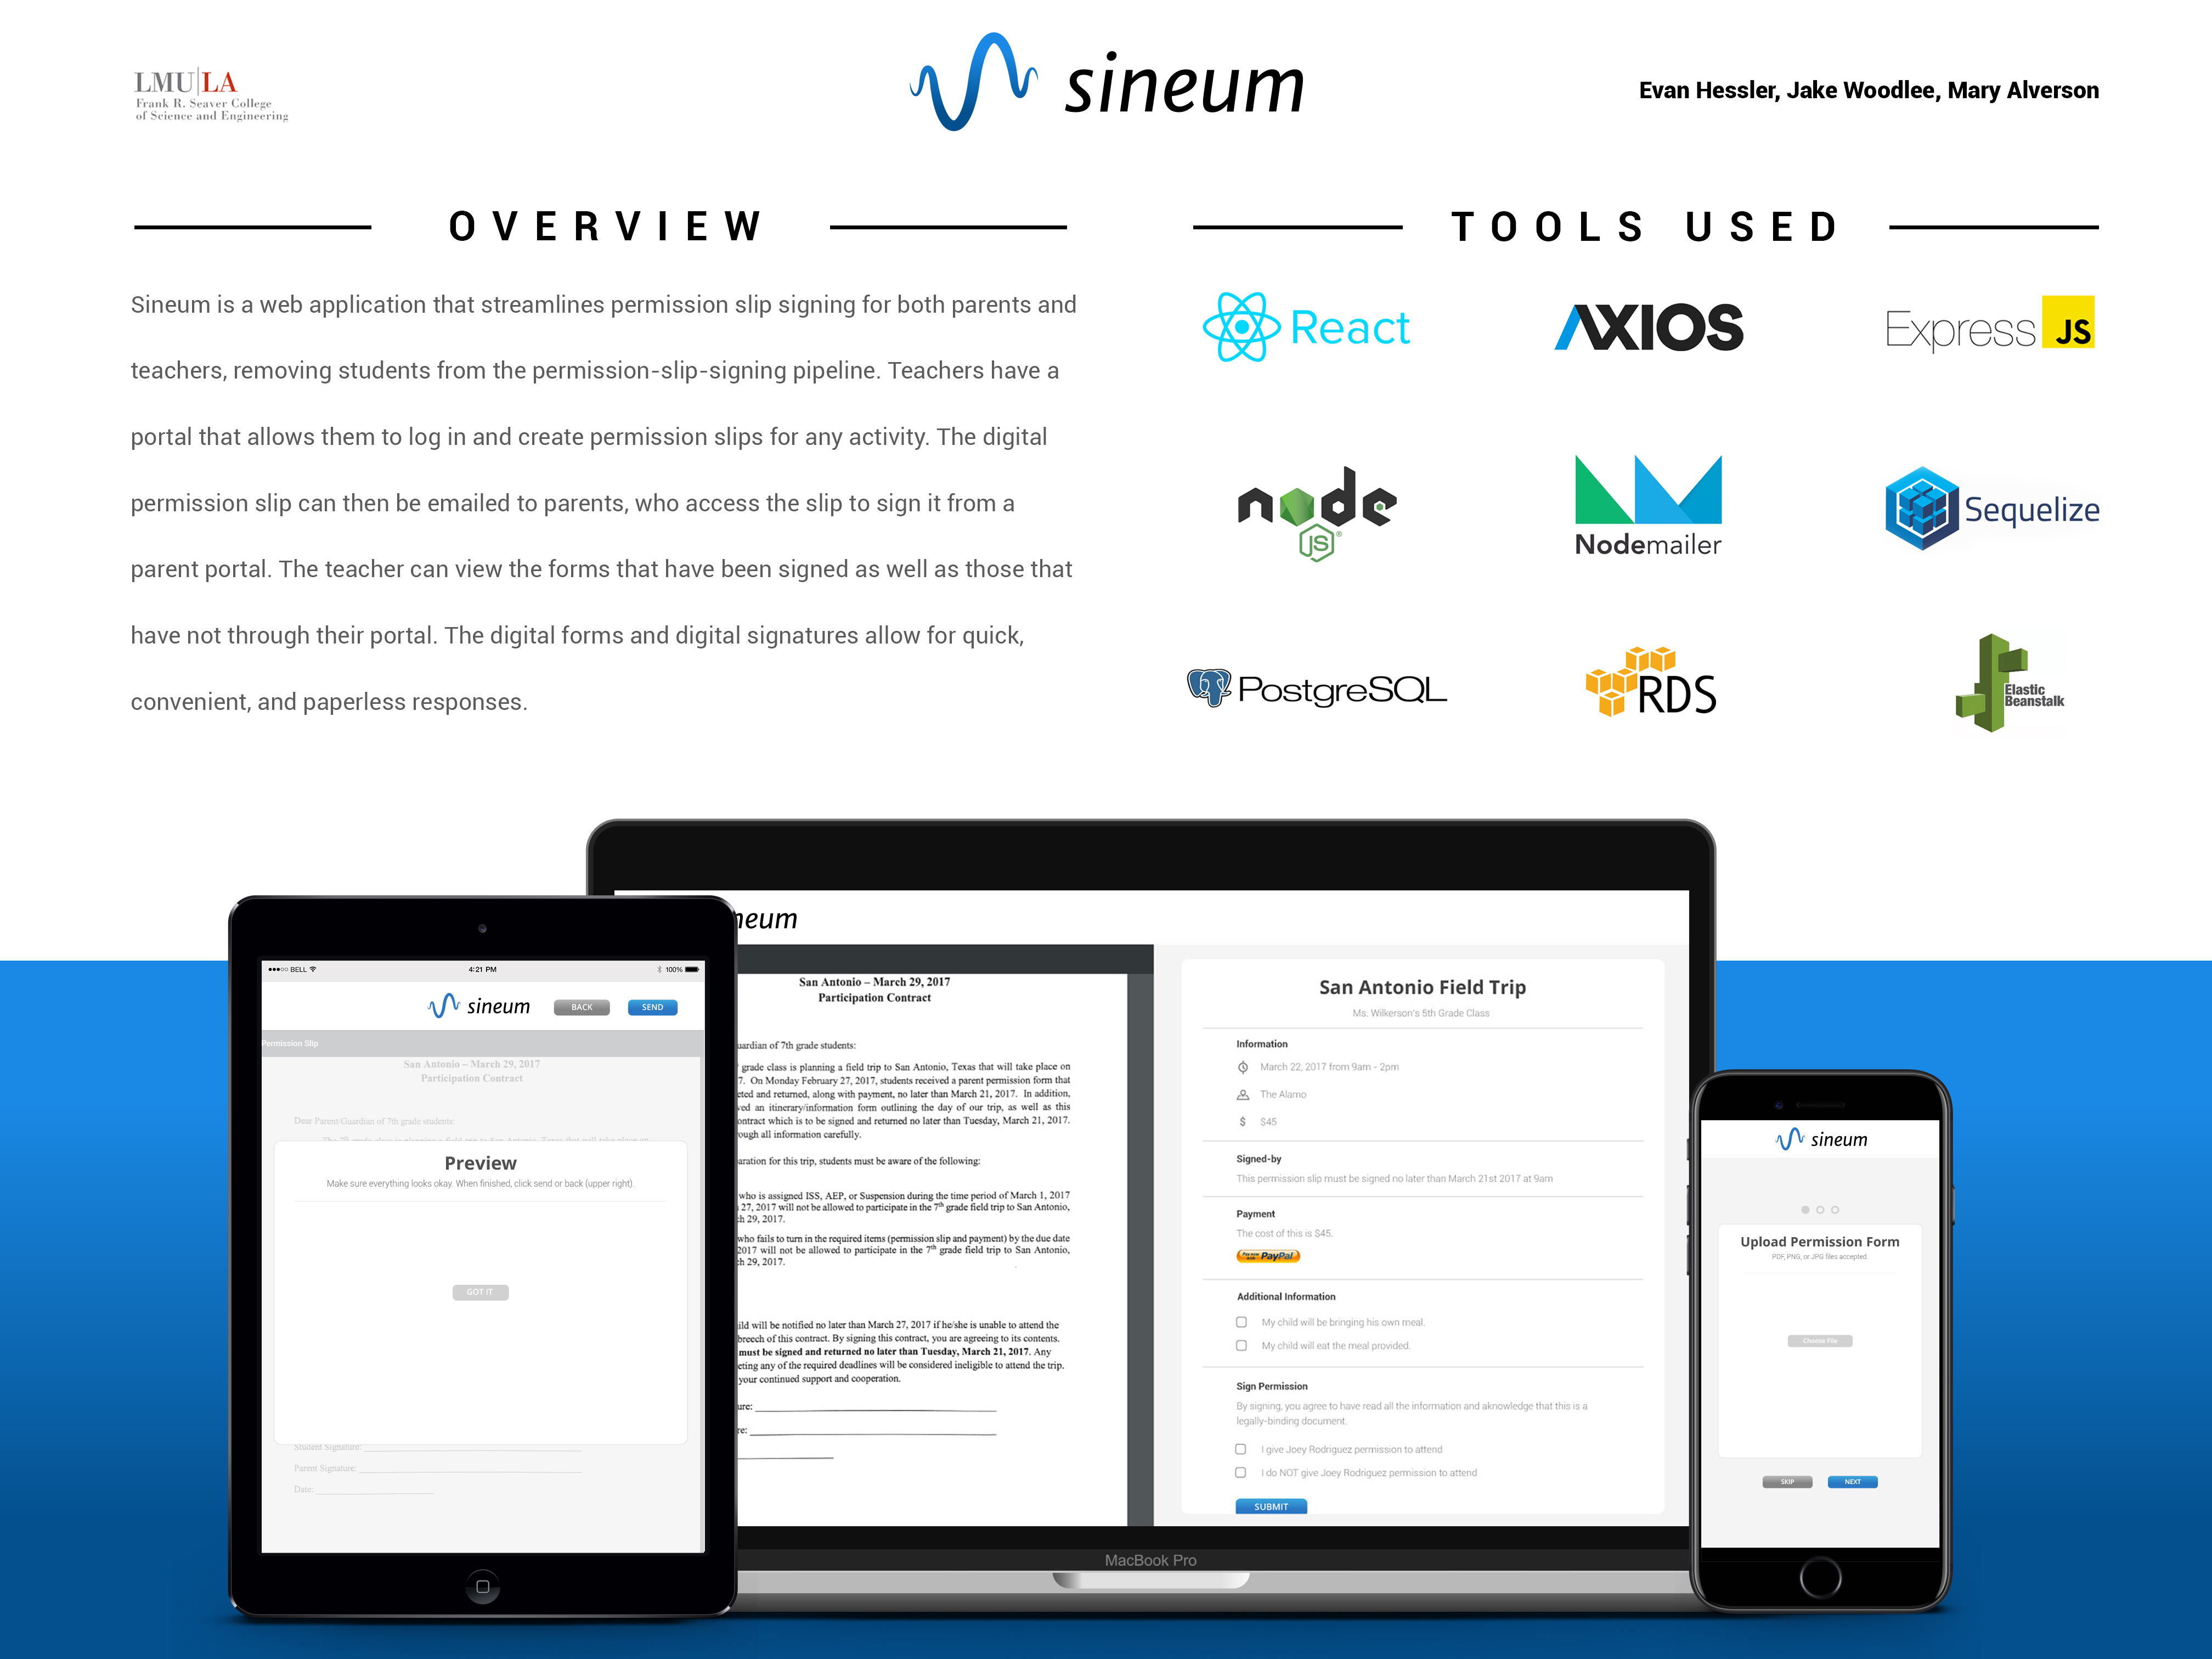 LMU|LA
Frank R. Seaver College
of Science and Engineering
sineum
Evan Hessler, Jake Woodlee, Mary Alverson
OVERVIEW
Sineum is a web application that streamlines permission slip signing for both parents and
teachers, removing students from the permission-slip-signing pipeline. Teachers have a
portal that allows them to log in and create permission slips for any activity. The digital
permission slip can then be emailed to parents, who access the slip to sign it from a
parent portal. The teacher can view the forms that have been signed as well as those that
have not through their portal. The digital forms and digital signatures allow for quick,
convenient, and paperless responses.
TOOLS USED
React
AXIOS
Express JS
node
JS
Nodemailer
Sequelize
PostgreSQL
RDS
Elastic
Beanstalk
BELL
4:21 PM
100%
sineum
BACK
SEND
Permission Slip
San Antonio – March 29, 2017
Participation Contract
Dear Parent/Guardian of 7th grade students:
Preview
Make sure everything looks okay. When finished, click send or back (upper right).
GOT IT
Student Signature:
Parent Signature:
Date:
neum
San Antonio – March 29, 2017
Participation Contract
uardian of 7th grade students:
grade class is planning a field trip to San Antonio, Texas that will take place on
7. On Monday February 27, 2017, students received a parent permission form that
cted and returned, along with payment, no later than March 21, 2017. In addition,
ved an itinerary/information form outlining the day of our trip, as well as this
ontract which is to be signed and returned no later than Tuesday, March 21, 2017.
ough all information carefully.
aration for this trip, students must be aware of the following:
who is assigned ISS, AEP, or Suspension during the time period of March 1, 2017
27, 2017 will not be allowed to participate in the 7th grade field trip to San Antonio,
ch 29, 2017.
who fails to turn in the required items (permission slip and payment) by the due date
2017 will not be allowed to participate in the 7th grade field trip to San Antonio,
ch 29, 2017.
ild will be notified no later than March 27, 2017 if he/she is unable to attend the
breech of this contract. By signing this contract, you are agreeing to its contents.
must be signed and returned no later than Tuesday, March 21, 2017. Any
eting any of the required deadlines will be considered ineligible to attend the trip.
your continued support and cooperation.
ure:
re:
San Antonio Field Trip
Ms. Wilkerson's 5th Grade Class
Information
March 22, 2017 from 9am - 2pm
The Alamo
$ $45
Signed-by
This permission slip must be signed no later than March 21st 2017 at 9am
Payment
The cost of this is $45.
Pay now with PayPal
Additional Information
My child will be bringing his own meal.
My child will eat the meal provided.
Sign Permission
By signing, you agree to have read all the information and aknowledge that this is a
legally-binding document.
I give Joey Rodriguez permission to attend
I do NOT give Joey Rodriguez permission to attend
SUBMIT
MacBook Pro
sineum
Upload Permission Form
PDF, PNG, or JPG files accepted
Choose File
SKIP
NEXT